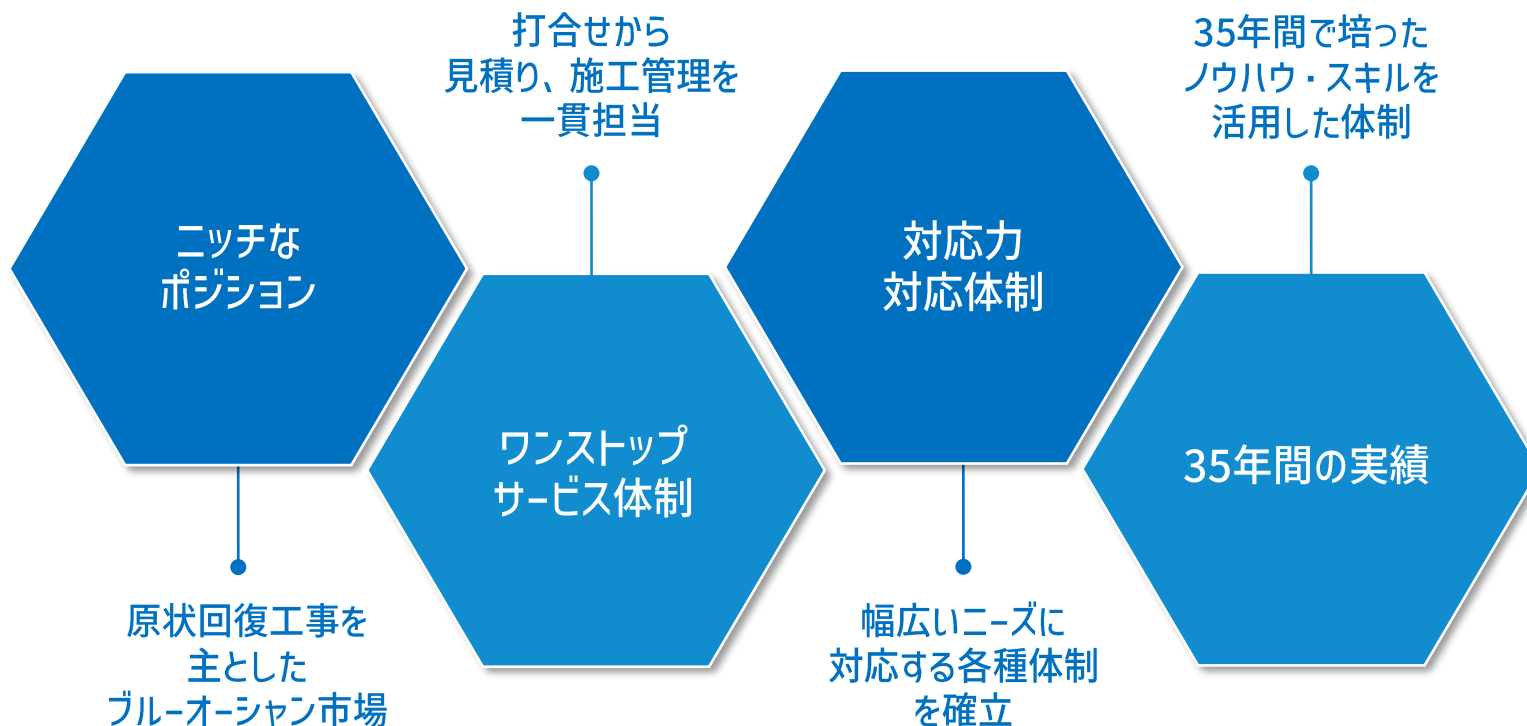 ニッチな
ポジション
原状回復工事を
主とした
ブルーオーシャン市場
打合せから
見積り、施工管理を
一貫担当
ワンストップ
サービス体制
対応力
対応体制
幅広いニーズに
対応する各種体制
を確立
35年間で培った
ノウハウ・スキルを
活用した体制
35年間の実績